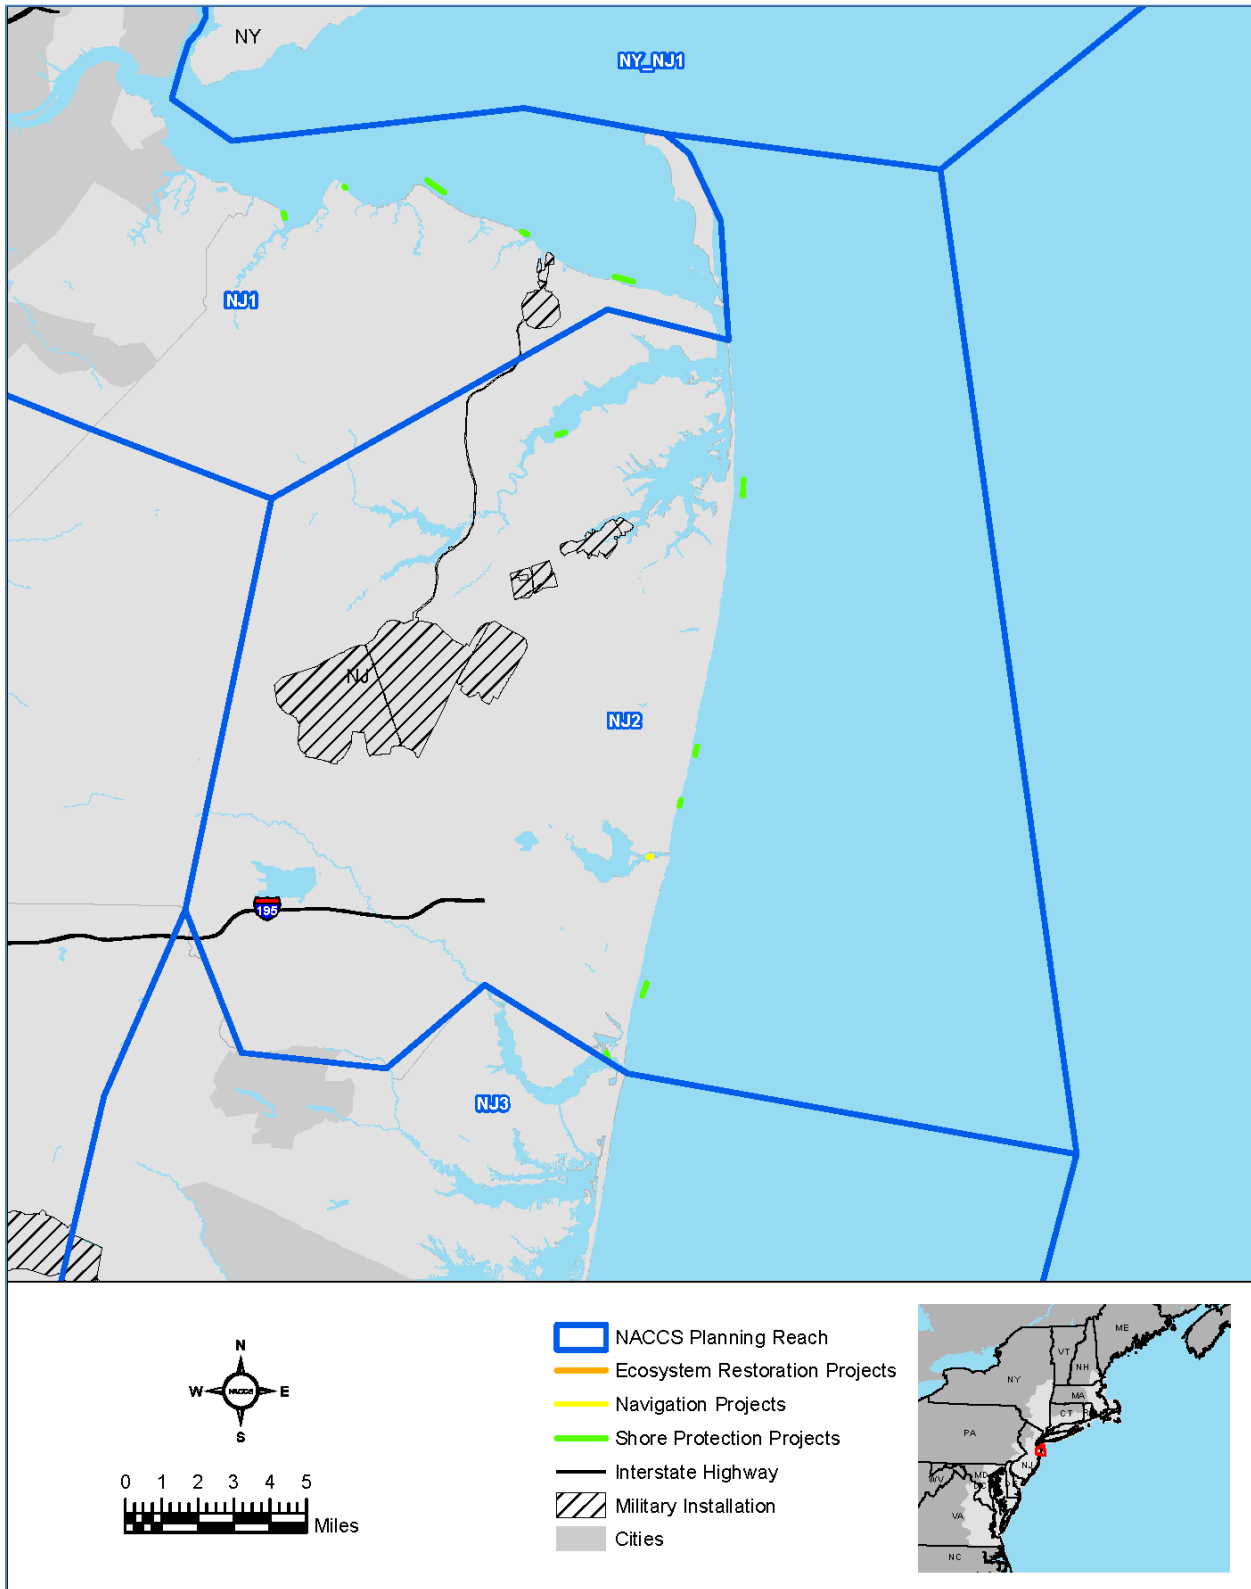 NY
NY_NJ1
NJ1
NJ
NJ2
195
NJ3
N
W NACCS E
S
0 1 2 3 4 5
Miles
NACCS Planning Reach
Ecosystem Restoration Projects
Navigation Projects
Shore Protection Projects
Interstate Highway
Military Installation
Cities
ME
VT
NH
NY
MA
CT
PA
NJ
MD
WV
VA
NC